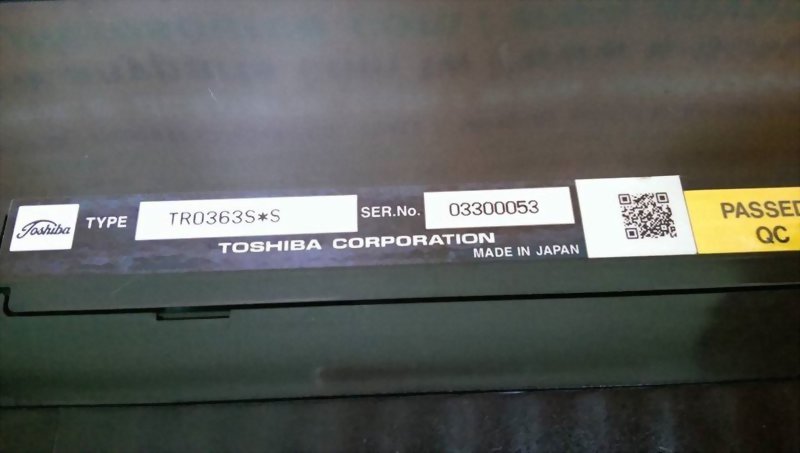 Toshiba
TYPE TR0363S*S SER.No. 03300053
TOSHIBA CORPORATION
MADE IN JAPAN
PASSED
QC